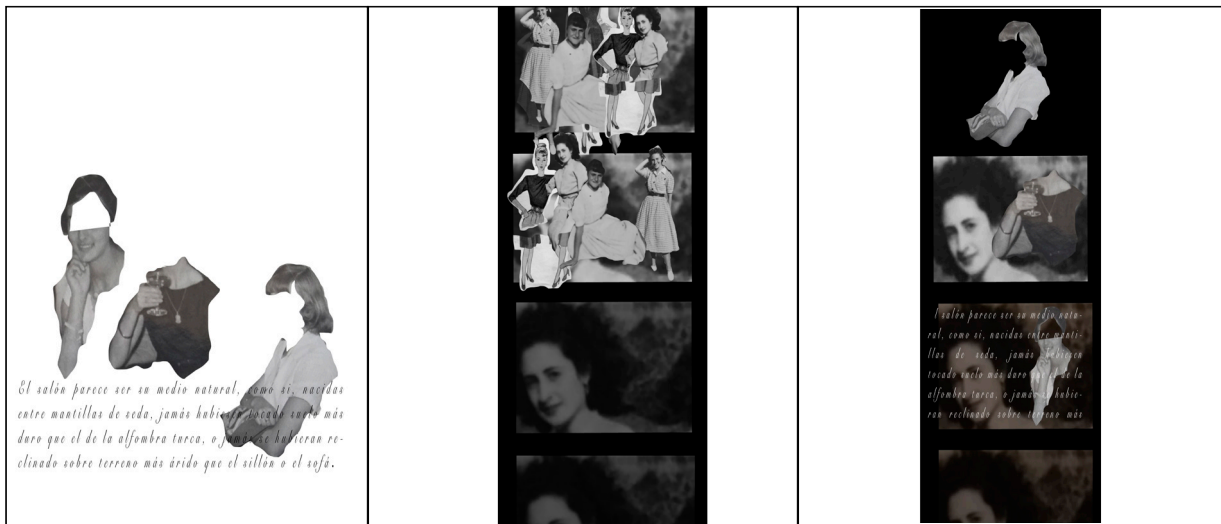 El salón parece ser su medio natural, como si, nacidas
entre mantillas de seda, jamás hubiesen tocado suelo más
duro que el de la alfombra turca, o jamás se hubieran re-
clinado sobre terreno más árido que el sillón o el sofá.
l salón parece ser su medio natu-
ral, como si, nacidas entre manti-
llas de seda, jamás hubiesen
tocado suelo más duro que el de la
alfombra turca, o jamás se hubie-
ran reclinado sobre terreno más